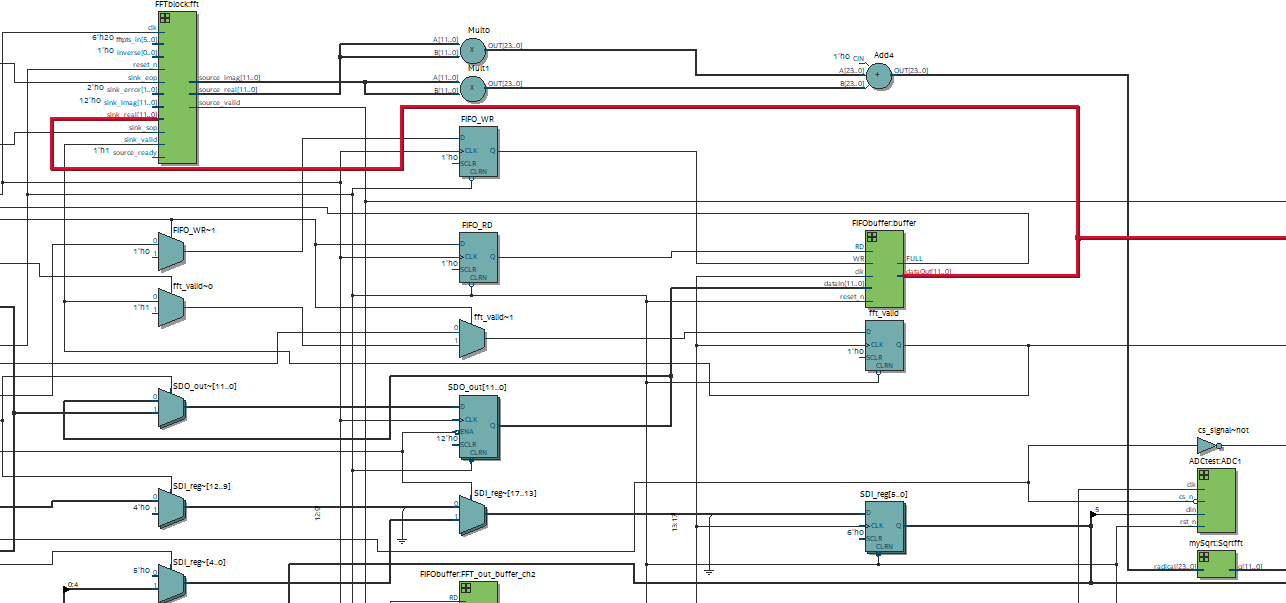 FFTblock:fft
clk
6'h20 fftpts_in[5..0]
1'h0 inverse[0..0]
reset_n
sink_eop
2'h0 sink_error[1..0]
12'h0 sink_imag[11..0]
sink_real[11..0]
sink_sop
sink_valid
1'h1 source_ready
source_imag[11..0]
source_real[11..0]
source_valid
Mult0
A[11..0]
B[11..0]
X
OUT[23..0]
Mult1
A[11..0]
B[11..0]
X
OUT[23..0]
Add4
1'h0 CIN
A[23..0]
B[23..0]
+
OUT[23..0]
FIFO_WR
D
CLK
1'h0 SCLR
CLRN
Q
FIFO_WR~1
0
1'h0 1
FIFO_RD
D
CLK
1'h0 SCLR
CLRN
Q
FIFObuffer:buffer
RD
WR
clk
dataIn[11..0]
reset_n
FULL
dataOut[11..0]
fft_valid~0
0
1'h1 1
fft_valid~1
0
1
fft_valid
D
CLK
1'h0 SCLR
CLRN
Q
SDO_out~[11..0]
0
1
SDO_out[11..0]
D
CLK
ENA
12'h0 SCLR
CLRN
Q
cs_signal~not
ADCtest:ADC1
clk
cs_n
din
rst_n
5
SDI_reg~[12..9]
0
4'h0 1
12:9
SDI_reg~[17..13]
0
1
13:17
SDI_reg[5..0]
D
CLK
6'h0 SCLR
CLRN
Q
mySqrt:Sqrtfft
radical[23..0]
q[11..0]
SDI_reg~[4..0]
5'h0 0
1
0:4
FIFObuffer:FFT_out_buffer_ch2
RD